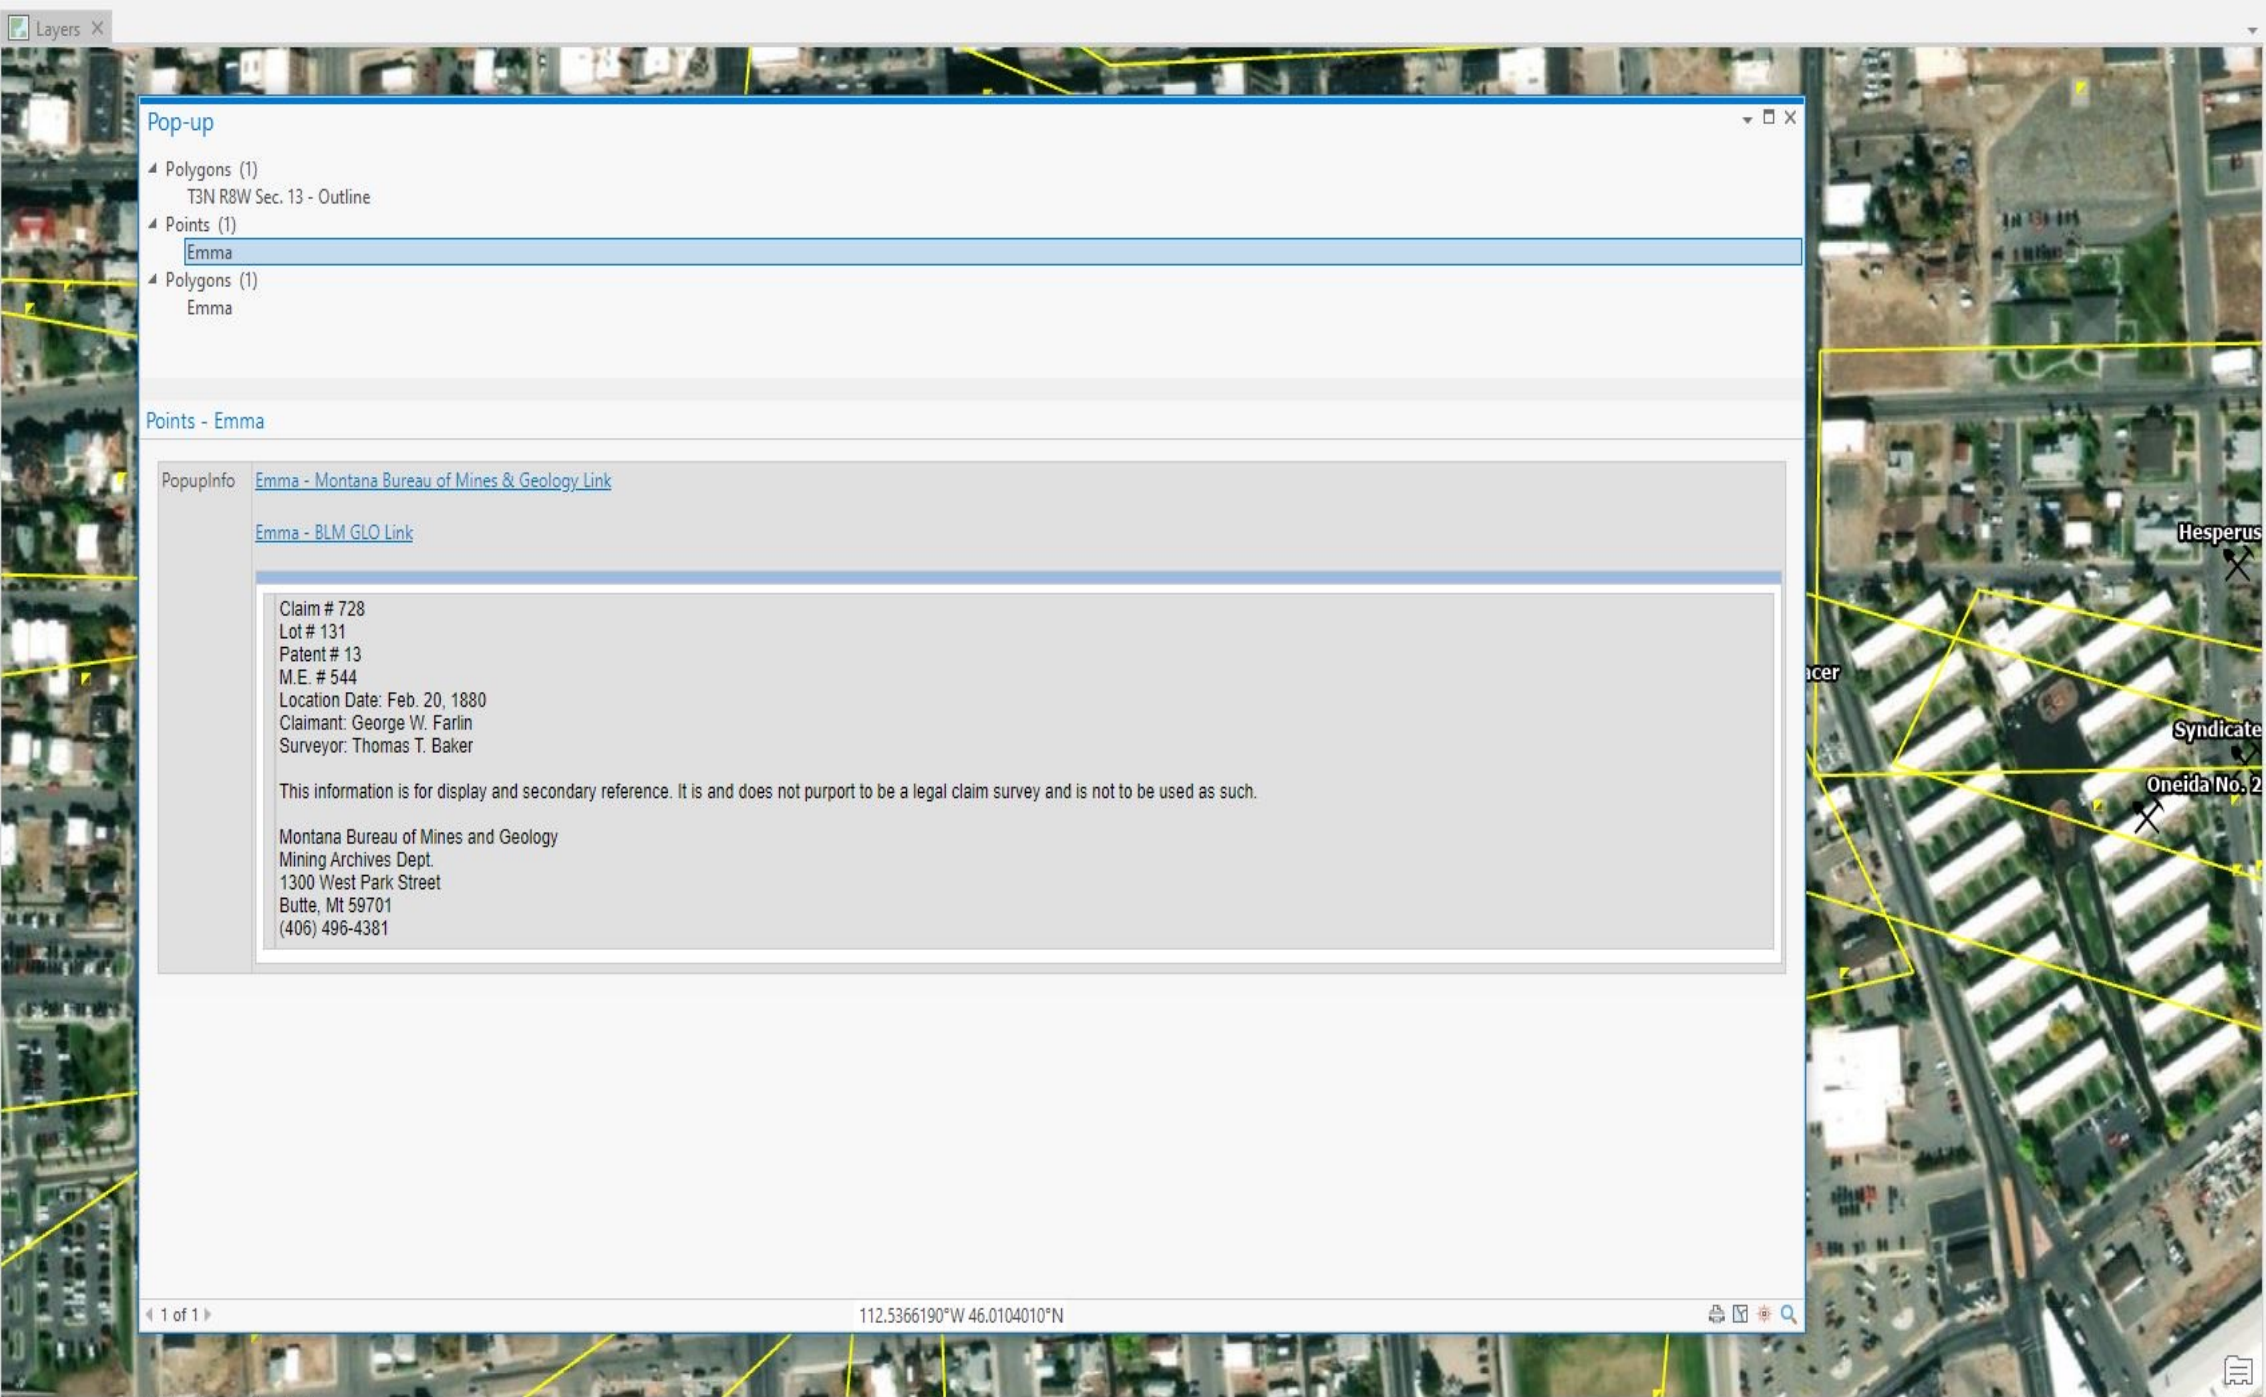 Layers
Pop-up
Polygons (1)
T3N R8W Sec. 13 - Outline
Points (1)
Emma
Polygons (1)
Emma
Points - Emma
PopupInfo
Emma - Montana Bureau of Mines & Geology Link
Emma - BLM GLO Link
Claim # 728
Lot # 131
Patent # 13
M.E. # 544
Location Date: Feb. 20, 1880
Claimant: George W. Farlin
Surveyor: Thomas T. Baker
This information is for display and secondary reference. It is and does not purport to be a legal claim survey and is not to be used as such.
Montana Bureau of Mines and Geology
Mining Archives Dept.
1300 West Park Street
Butte, Mt 59701
(406) 496-4381
1 of 1
112.5366190°W 46.0104010°N
Hesperus
acer
Syndicate
Oneida No. 2